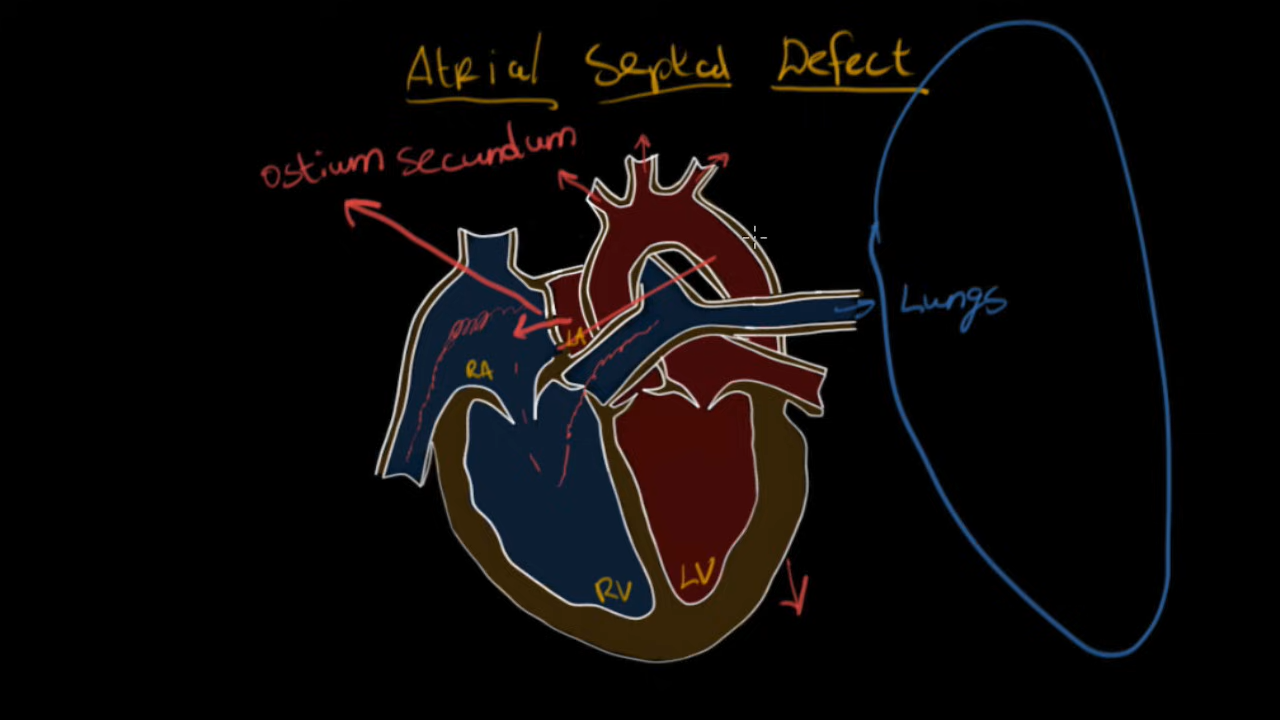 Atrial Septal Defect
ostium secundum
Lungs
LA
RA
RV
LV